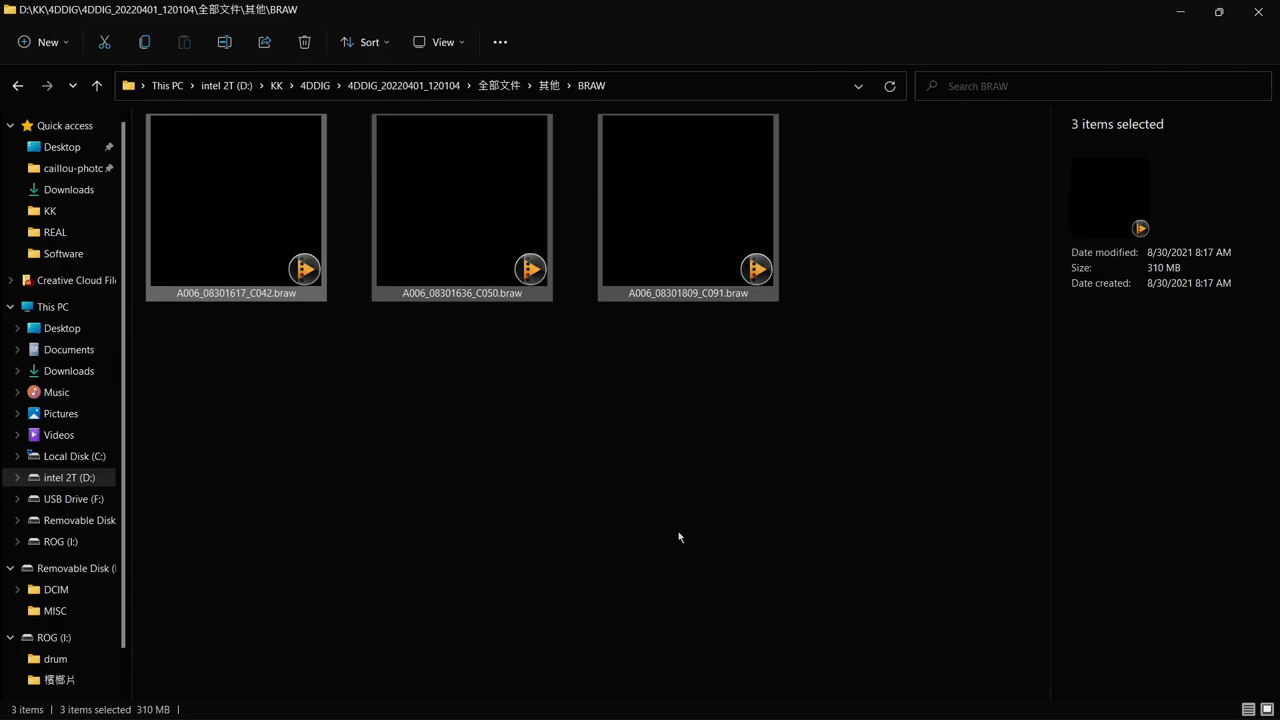 D:\KK\4DDIG\4DDIG_20220401_120104\全部文件\其他\BRAW
New
Sort
View
This PC
intel 2T (D:)
KK
4DDIG
4DDIG_20220401_120104
全部文件
其他
BRAW
Search BRAW
Quick access
Desktop
caillou-photc
Downloads
KK
REAL
Software
Creative Cloud File
This PC
Desktop
Documents
Downloads
Music
Pictures
Videos
Local Disk (C:)
intel 2T (D:)
USB Drive (F:)
Removable Disk
ROG (I:)
Removable Disk (
DCIM
MISC
ROG (I:)
drum
檳榔片
A006_08301617_C042.braw
A006_08301636_C050.braw
A006_08301809_C091.braw
3 items selected
Date modified: 8/30/2021 8:17 AM
Size: 310 MB
Date created: 8/30/2021 8:17 AM
3 items
3 items selected 310 MB